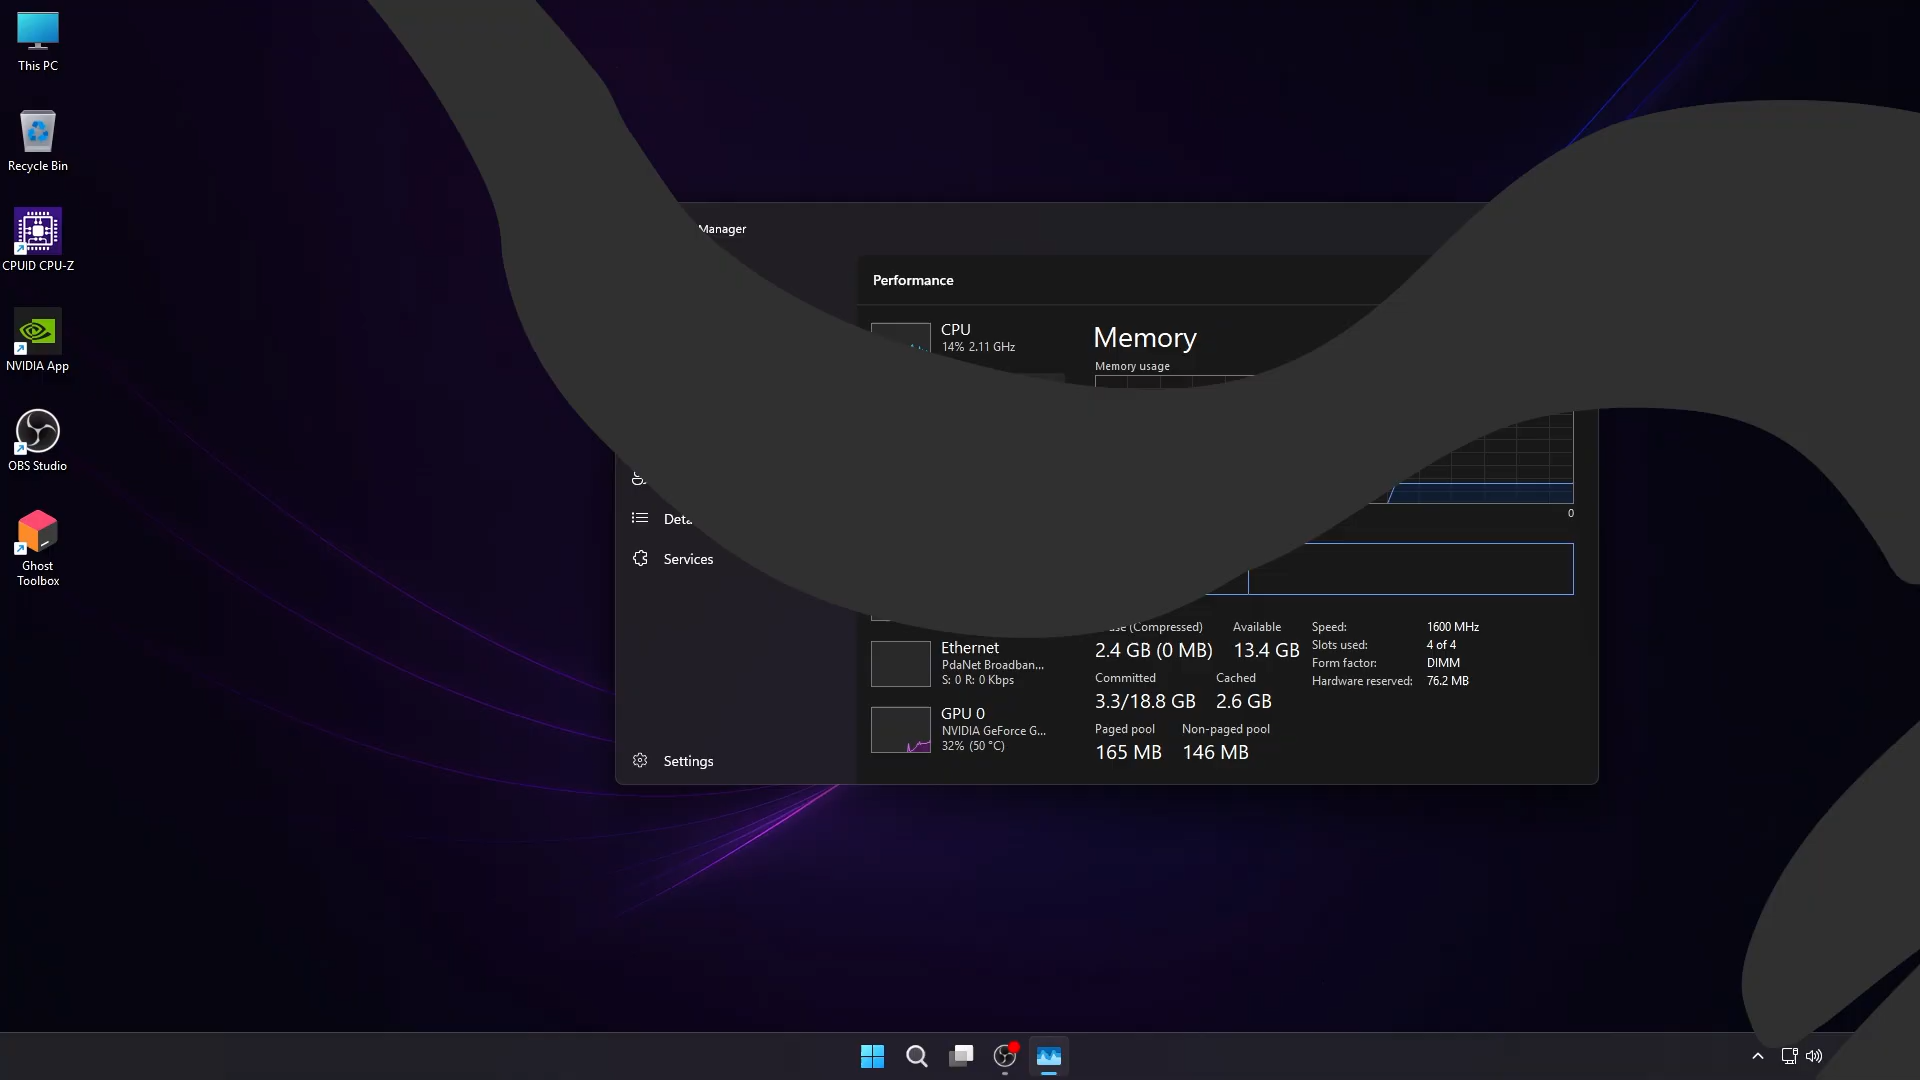 This PC
Recycle Bin
CPUID CPU-Z
NVIDIA App
OBS Studio
Ghost
Toolbox
Manager
Performance
CPU
14% 2.11 GHz
Memory
Memory usage
0
Services
Ethernet
PdaNet Broadban...
S: 0 R: 0 Kbps
GPU 0
NVIDIA GeForce G...
32% (50 °C)
(Compressed)
Available
2.4 GB (0 MB)
13.4 GB
Committed
Cached
3.3/18.8 GB
2.6 GB
Paged pool
Non-paged pool
165 MB
146 MB
Speed:
1600 MHz
Slots used:
4 of 4
Form factor:
DIMM
Hardware reserved:
76.2 MB
Settings